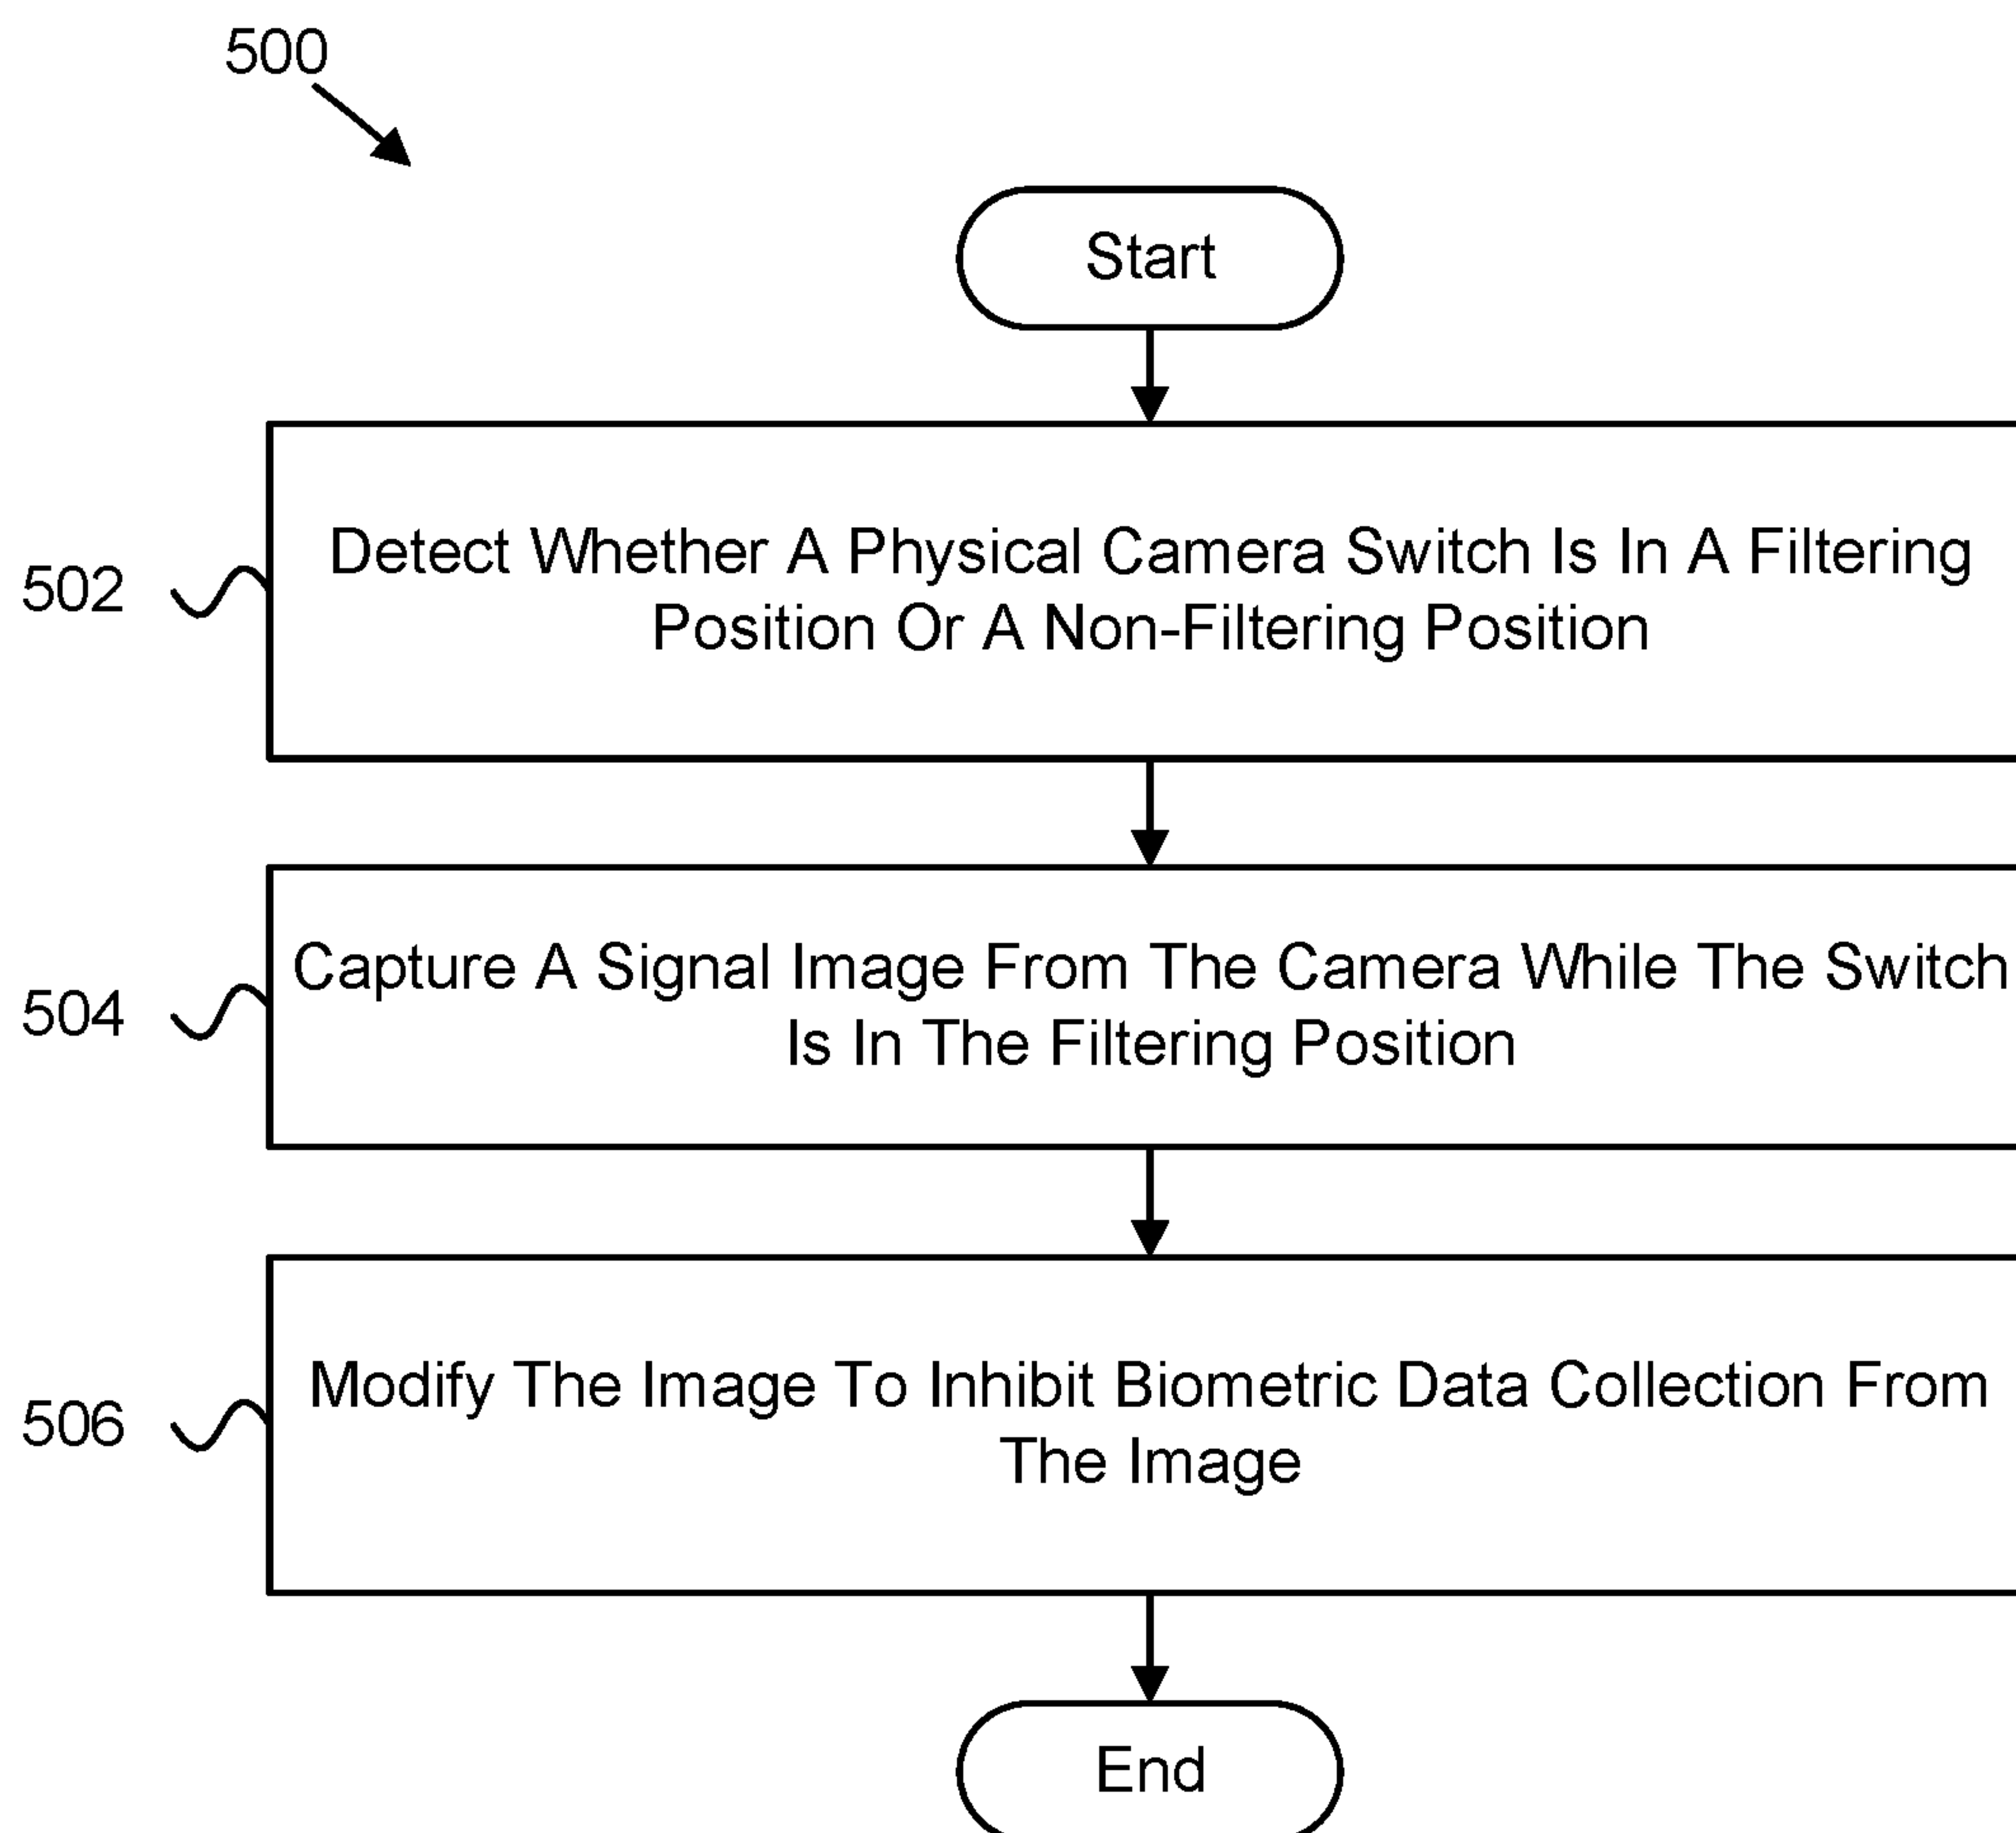 500
Start
502
Detect Whether A Physical Camera Switch Is In A Filtering
Position Or A Non-Filtering Position
504
Capture A Signal Image From The Camera While The Switch
Is In The Filtering Position
506
Modify The Image To Inhibit Biometric Data Collection From
The Image
End